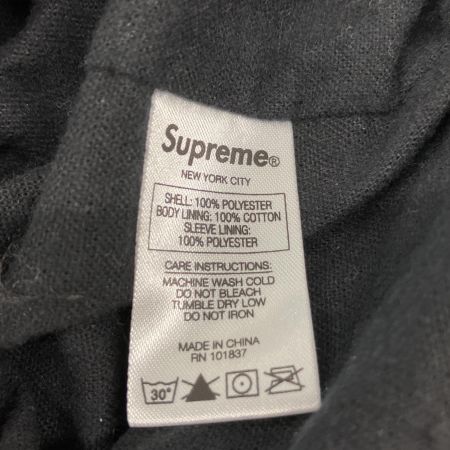 Supreme®
NEW YORK CITY
SHELL: 100% POLYESTER
BODY LINING: 100% COTTON
SLEEVE LINING:
100% POLYESTER
CARE INSTRUCTIONS:
MACHINE WASH COLD
DO NOT BLEACH
TUMBLE DRY LOW
DO NOT IRON
MADE IN CHINA
RN 101837
30°